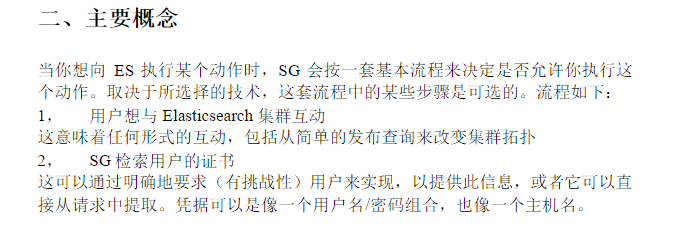 二、主要概念
当你想向 ES 执行某个动作时，SG 会按一套基本流程来决定是否允许你执行这
个动作。取决于所选择的技术，这套流程中的某些步骤是可选的。流程如下：
1， 用户想与 Elasticsearch 集群互动
这意味着任何形式的互动，包括从简单的发布查询来改变集群拓扑
2， SG 检索用户的证书
这可以通过明确地要求（有挑战性）用户来实现，以提供此信息，或者它可以直
接从请求中提取。凭据可以是像一个用户名/密码组合，也像一个主机名。